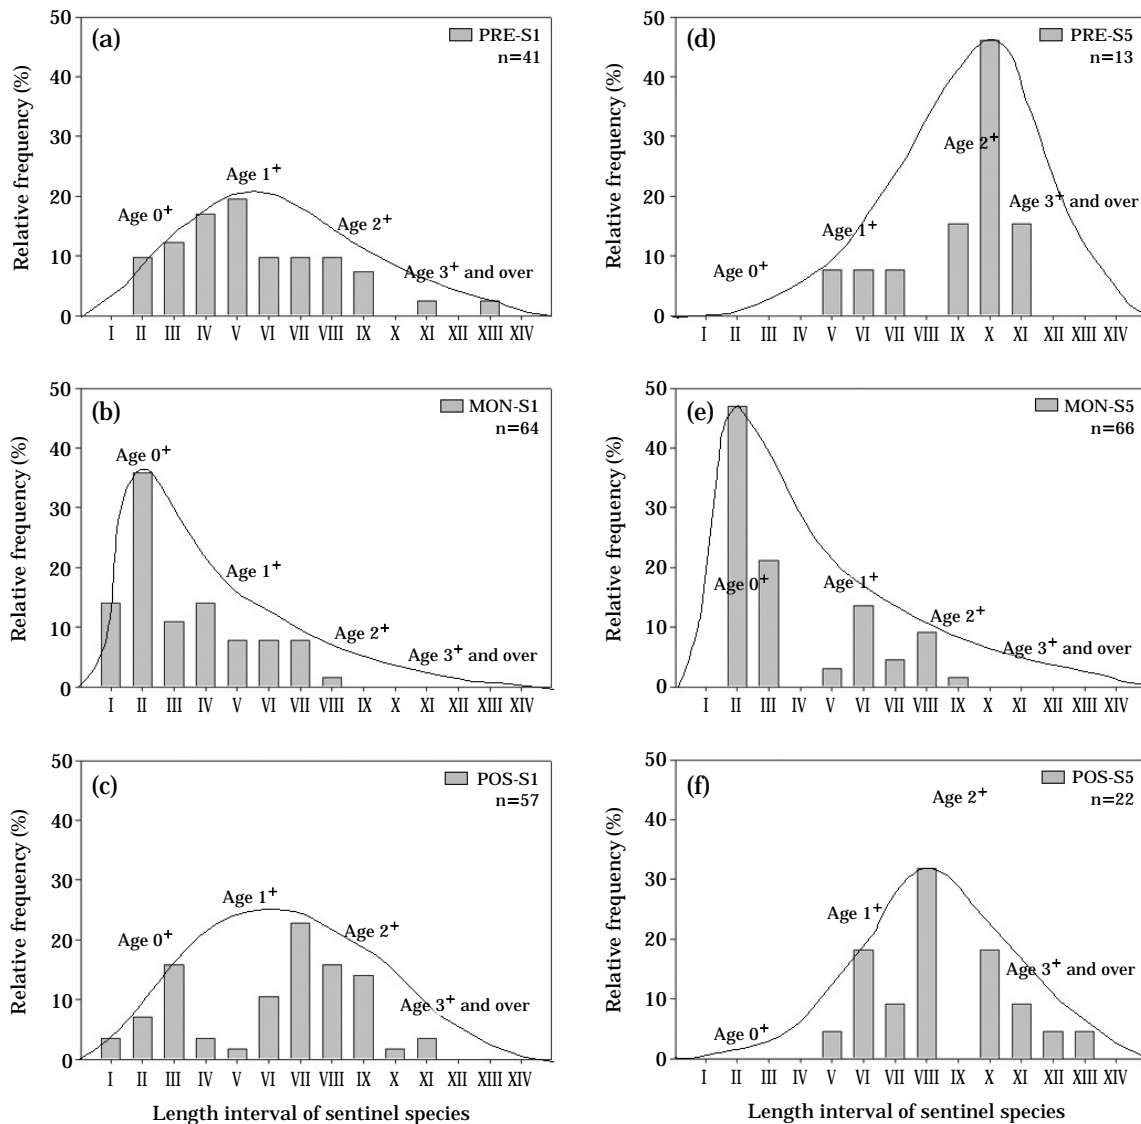 (a)
PRE-S1
n=41
Relative frequency (%)
50
40
30
20
10
0
Age 0⁺
Age 1⁺
Age 2⁺
Age 3⁺ and over
I II III IV V VI VII VIII IX X XI XII XIII XIV
(d)
PRE-S5
n=13
Relative frequency (%)
50
40
30
20
10
0
Age 0⁺
Age 1⁺
Age 2⁺
Age 3⁺ and over
I II III IV V VI VII VIII IX X XI XII XIII XIV
(b)
MON-S1
n=64
Relative frequency (%)
50
40
30
20
10
0
Age 0⁺
Age 1⁺
Age 2⁺
Age 3⁺ and over
I II III IV V VI VII VIII IX X XI XII XIII XIV
(e)
MON-S5
n=66
Relative frequency (%)
50
40
30
20
10
0
Age 0⁺
Age 1⁺
Age 2⁺
Age 3⁺ and over
I II III IV V VI VII VIII IX X XI XII XIII XIV
(c)
POS-S1
n=57
Relative frequency (%)
50
40
30
20
10
0
Age 0⁺
Age 1⁺
Age 2⁺
Age 3⁺ and over
I II III IV V VI VII VIII IX X XI XII XIII XIV
Length interval of sentinel species
(f)
POS-S5
n=22
Relative frequency (%)
50
40
30
20
10
0
Age 0⁺
Age 1⁺
Age 2⁺
Age 3⁺ and over
I II III IV V VI VII VIII IX X XI XII XIII XIV
Length interval of sentinel species